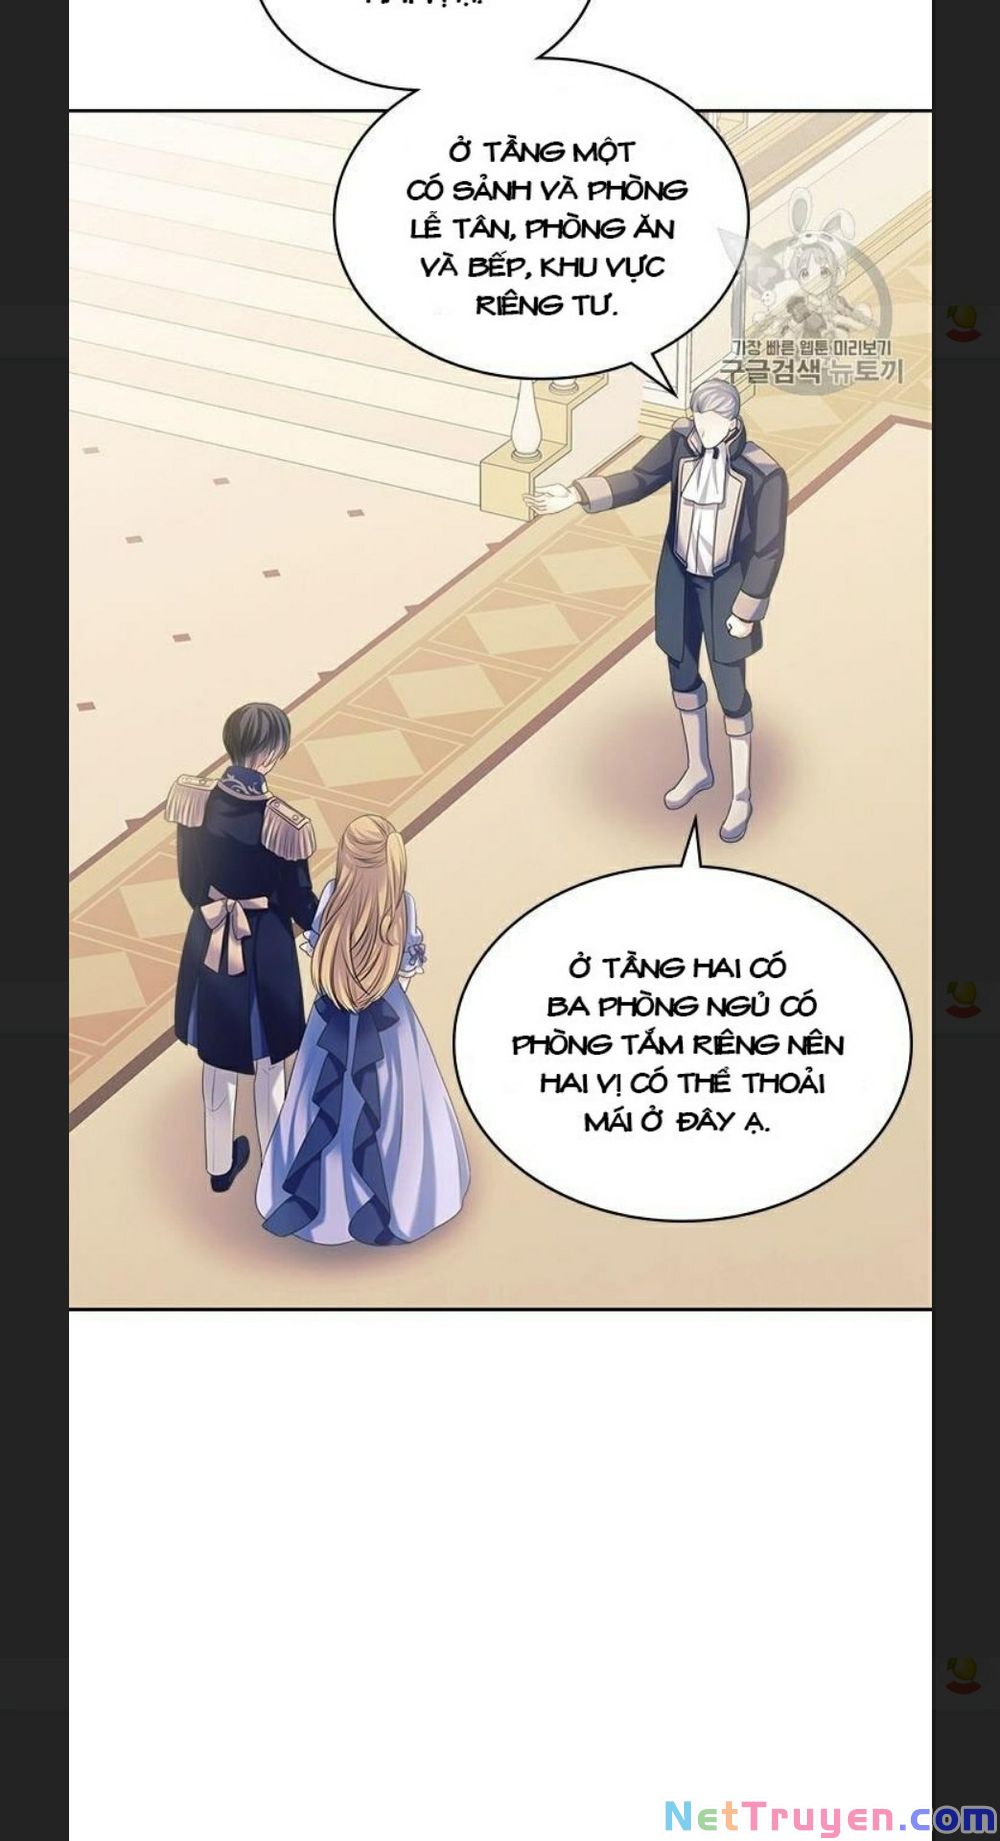 Ở TẦNG MỘT
CÓ SẢNH VÀ PHÒNG
LỄ TÂN, PHÒNG ĂN
VÀ BẾP, KHU VỰC
RIÊNG TƯ.
가장 빠른 웹툰 미리보기
구글검색 뉴토끼
Ở TẦNG HAI CÓ
BA PHÒNG NGỦ CÓ
PHÒNG TẮM RIÊNG NÊN
HAI VỊ CÓ THỂ THOẢI
MÁI Ở ĐÂY Ạ.
NetTruyen.com